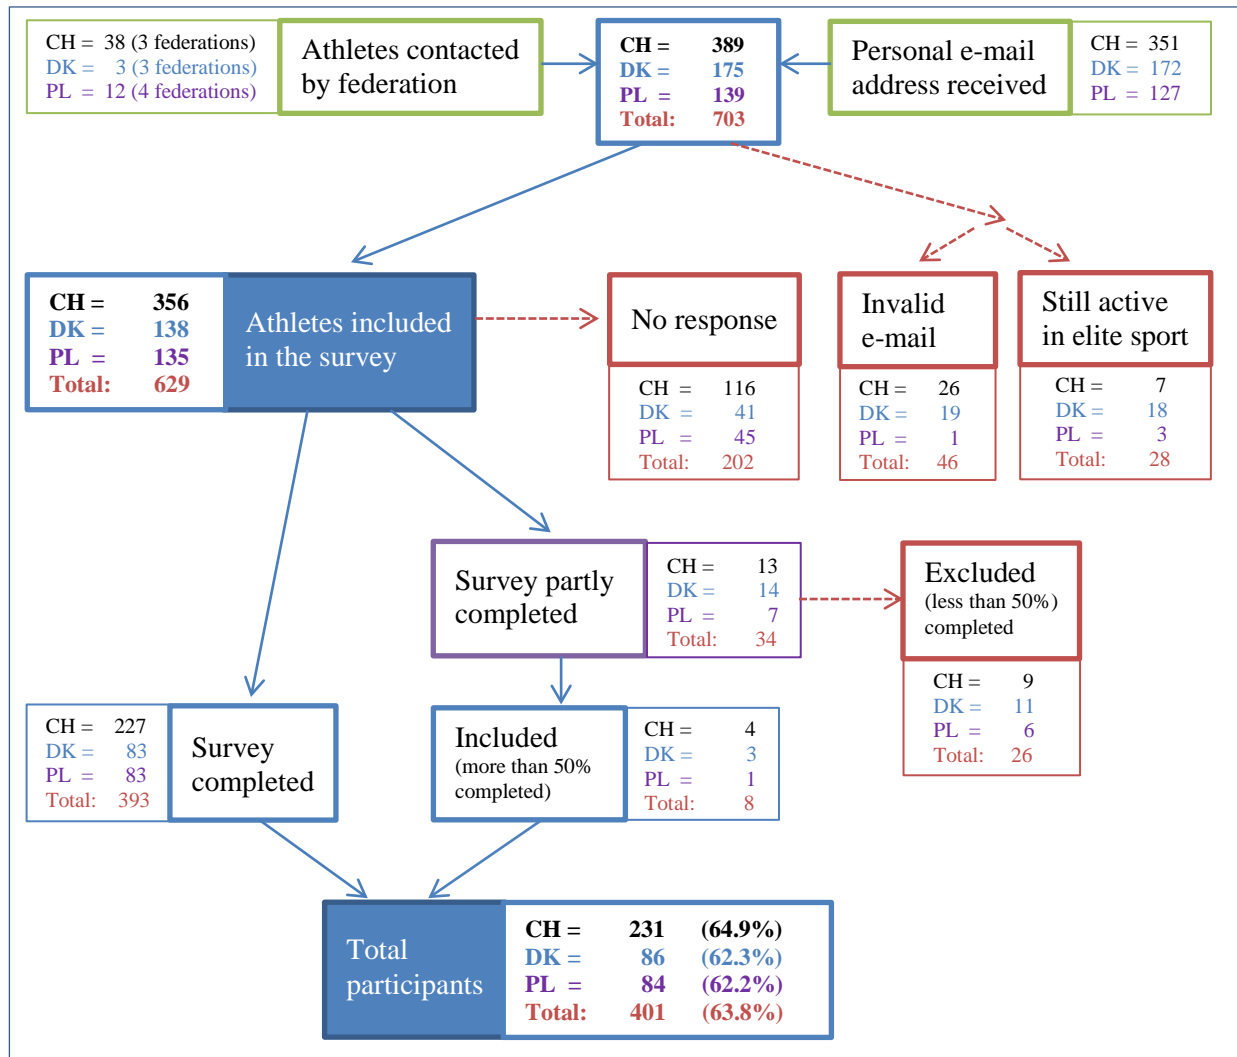 CH = 38 (3 federations)
DK = 3 (3 federations)
PL = 12 (4 federations)
Athletes contacted
by federation
CH = 389
DK = 175
PL = 139
Total: 703
Personal e-mail
address received
CH = 351
DK = 172
PL = 127
CH = 356
DK = 138
PL = 135
Total: 629
Athletes included
in the survey
No response
CH = 116
DK = 41
PL = 45
Total: 202
Invalid
e-mail
CH = 26
DK = 19
PL = 1
Total: 46
Still active
in elite sport
CH = 7
DK = 18
PL = 3
Total: 28
Survey partly
completed
CH = 13
DK = 14
PL = 7
Total: 34
Excluded
(less than 50%)
completed
CH = 9
DK = 11
PL = 6
Total: 26
CH = 227
DK = 83
PL = 83
Total: 393
Survey
completed
Included
(more than 50%
completed)
CH = 4
DK = 3
PL = 1
Total: 8
Total
participants
CH = 231 (64.9%)
DK = 86 (62.3%)
PL = 84 (62.2%)
Total: 401 (63.8%)